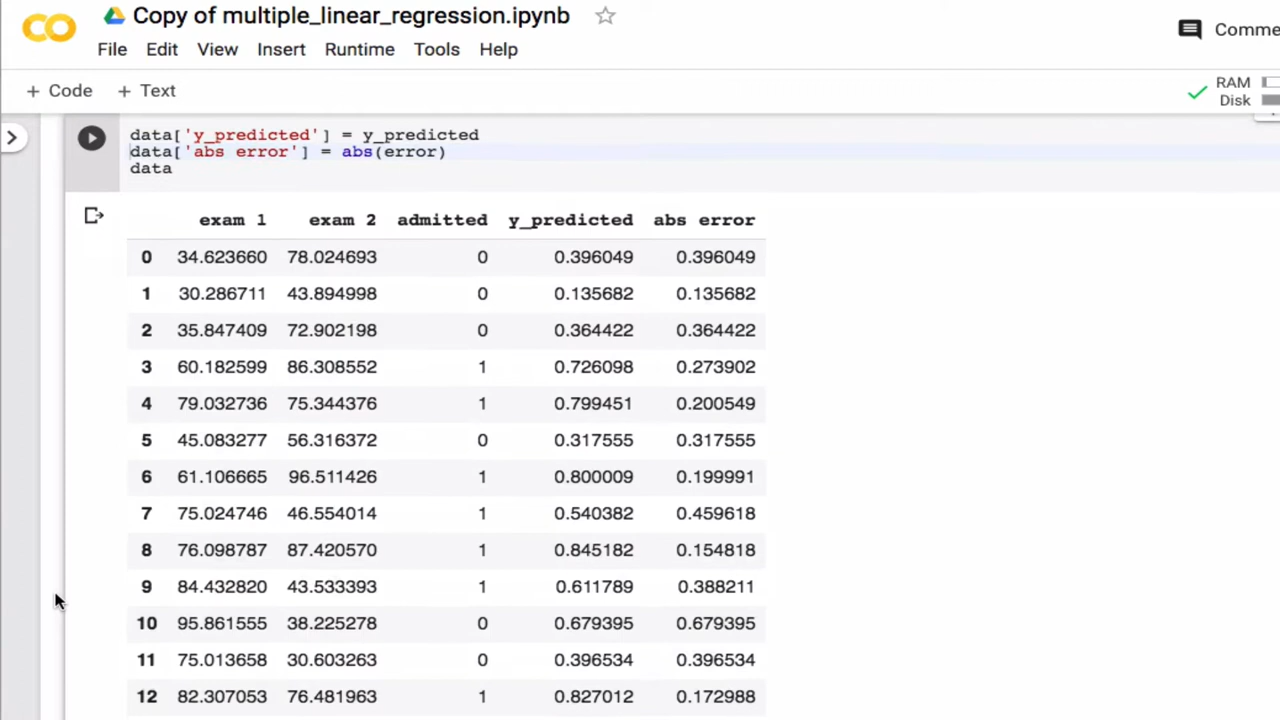 Copy of multiple_linear_regression.ipynb
File Edit View Insert Runtime Tools Help
+ Code + Text
RAM
Disk
data['y_predicted'] = y_predicted
data['abs error'] = abs(error)
data
exam 1 exam 2 admitted y_predicted abs error
0 34.623660 78.024693 0 0.396049 0.396049
1 30.286711 43.894998 0 0.135682 0.135682
2 35.847409 72.902198 0 0.364422 0.364422
3 60.182599 86.308552 1 0.726098 0.273902
4 79.032736 75.344376 1 0.799451 0.200549
5 45.083277 56.316372 0 0.317555 0.317555
6 61.106665 96.511426 1 0.800009 0.199991
7 75.024746 46.554014 1 0.540382 0.459618
8 76.098787 87.420570 1 0.845182 0.154818
9 84.432820 43.533393 1 0.611789 0.388211
10 95.861555 38.225278 0 0.679395 0.679395
11 75.013658 30.603263 0 0.396534 0.396534
12 82.307053 76.481963 1 0.827012 0.172988